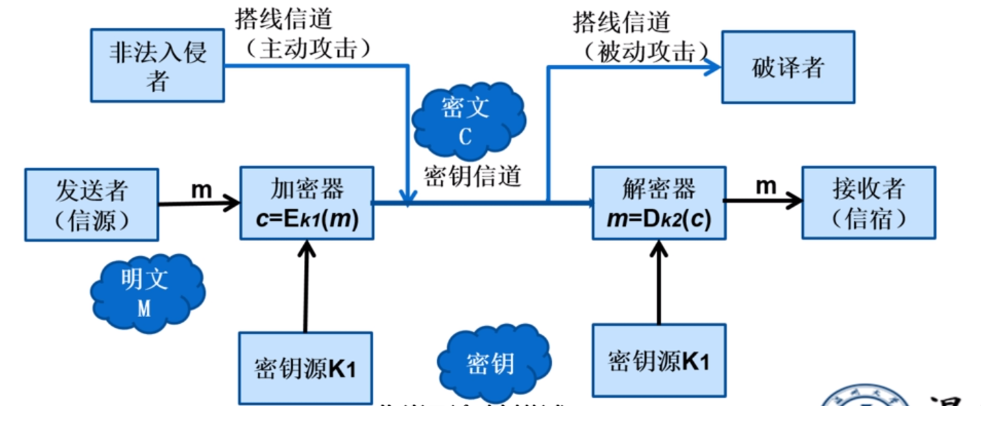 搭线信道
(主动攻击)
搭线信道
(被动攻击)
非法入侵
者
破译者
密文
C
密钥信道
发送者
(信源)
m
加密器
c=Ek1(m)
解密器
m=Dk2(c)
m
接收者
(信宿)
明文
M
密钥源K1
密钥
密钥源K1